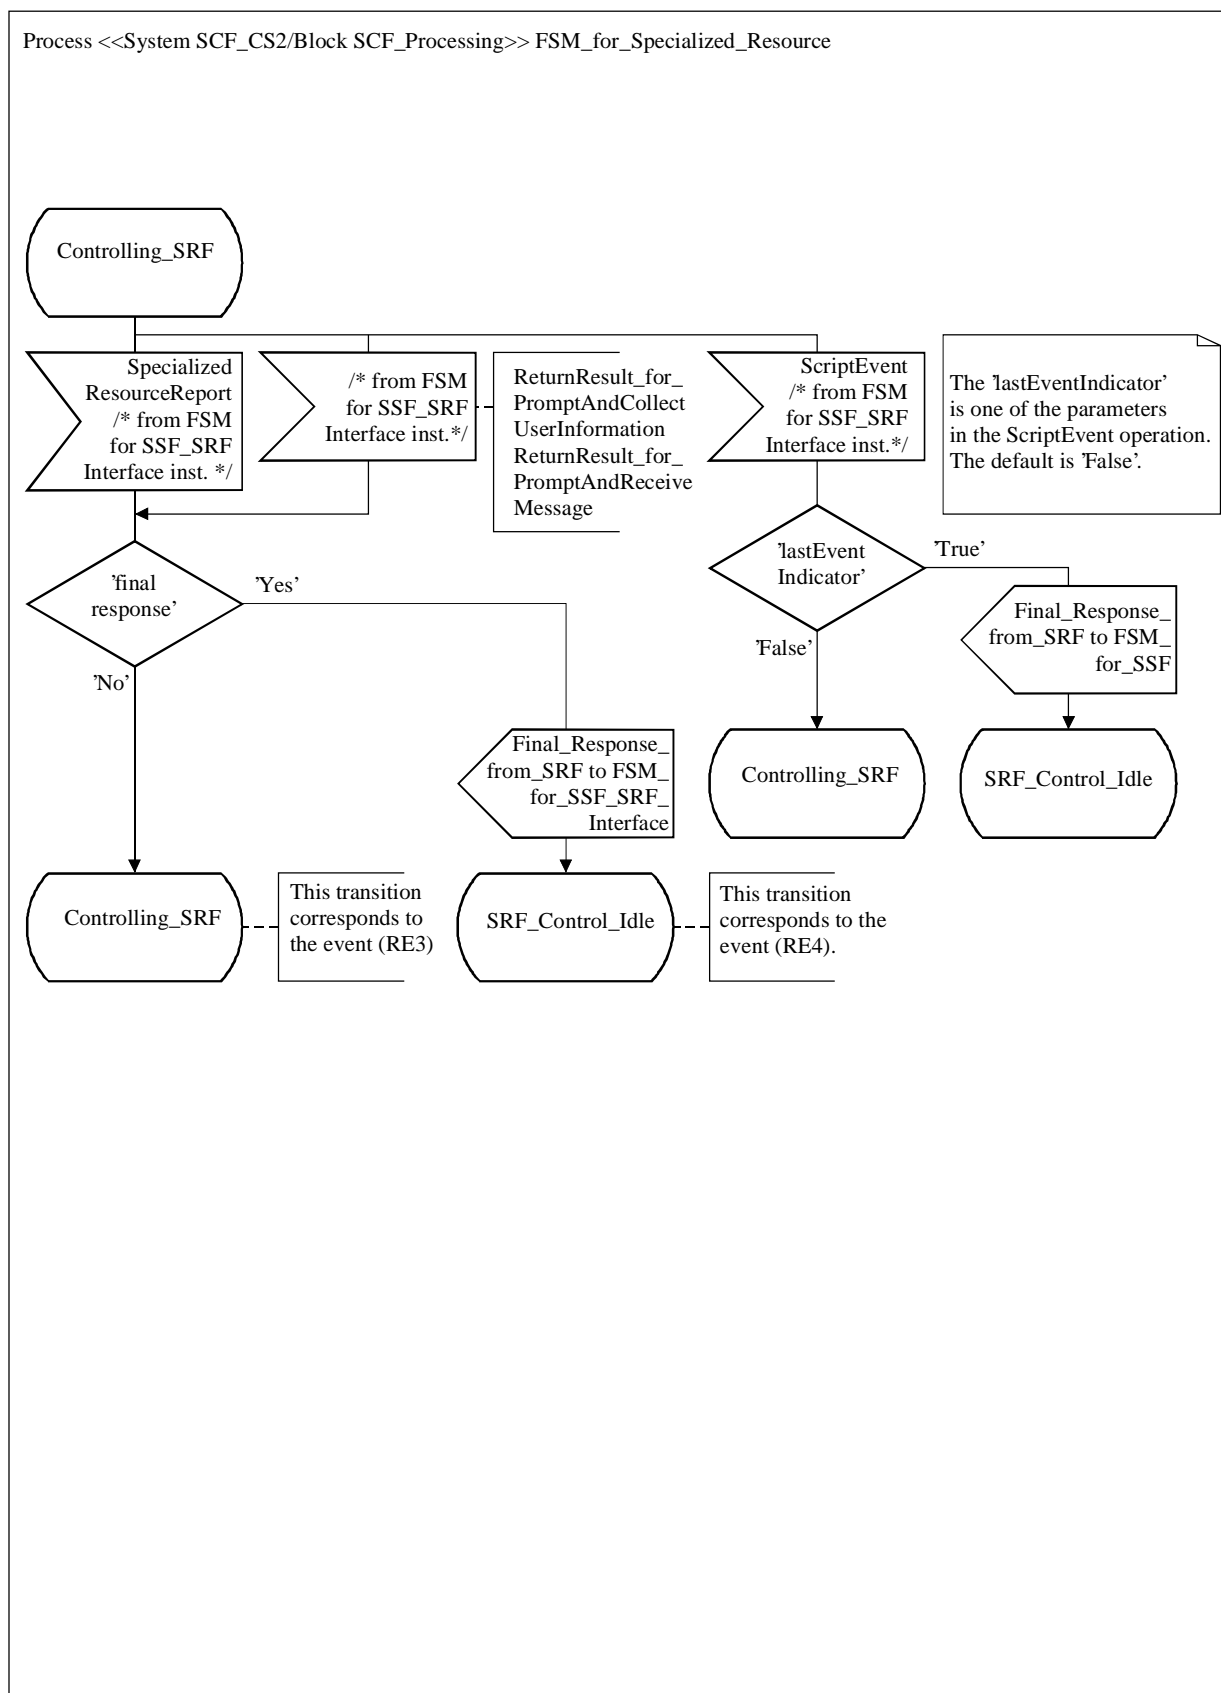 Process <<System SCF_CS2/Block SCF_Processing>> FSM_for_Specialized_Resource
Controlling_SRF
Specialized
ResourceReport
/* from FSM
for SSF_SRF
Interface inst. */
/* from FSM
for SSF_SRF
Interface inst.*/
ReturnResult_for_
PromptAndCollect
UserInformation
ReturnResult_for_
PromptAndReceive
Message
ScriptEvent
/* from FSM
for SSF_SRF
Interface inst.*/
The 'lastEventIndicator'
is one of the parameters
in the ScriptEvent operation.
The default is 'False'.
'final
response'
'Yes'
'No'
'lastEvent
Indicator'
'True'
'False'
Final_Response_
from_SRF to FSM_
for_SSF
Final_Response_
from_SRF to FSM_
for_SSF_SRF_
Interface
Controlling_SRF
SRF_Control_Idle
Controlling_SRF
This transition
corresponds to
the event (RE3)
SRF_Control_Idle
This transition
corresponds to the
event (RE4).